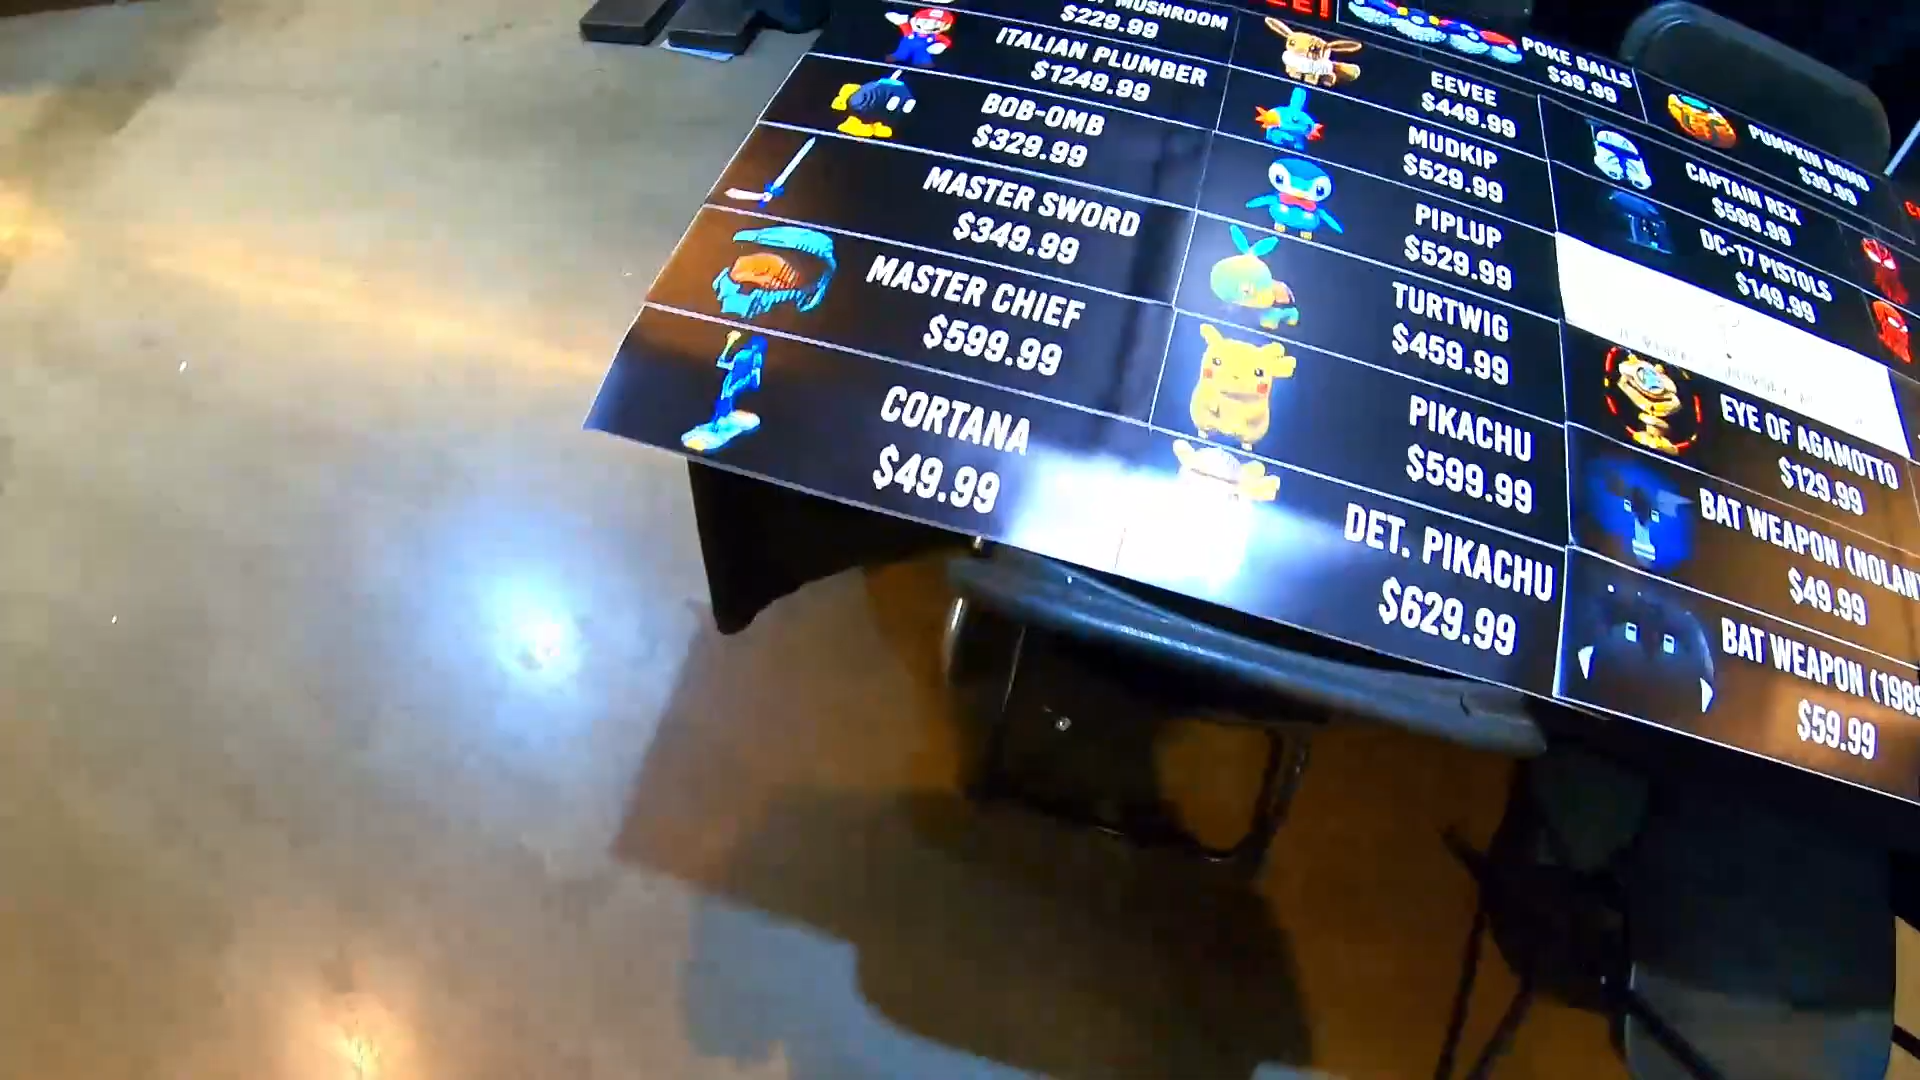 MUSHROOM
$229.99
ITALIAN PLUMBER
$1249.99
BOB-OMB
$329.99
MASTER SWORD
$349.99
MASTER CHIEF
$599.99
CORTANA
$49.99
EEVEE
$449.99
MUDKIP
$529.99
PIPLUP
$529.99
TURTWIG
$459.99
PIKACHU
$599.99
DET. PIKACHU
$629.99
POKE BALLS
$39.99
PUMPKIN BOMB
$39.99
CAPTAIN REX
$599.99
DC-17 PISTOLS
$149.99
EYE OF AGAMOTTO
$129.99
BAT WEAPON (NOLAN)
$49.99
BAT WEAPON (1989
$59.99